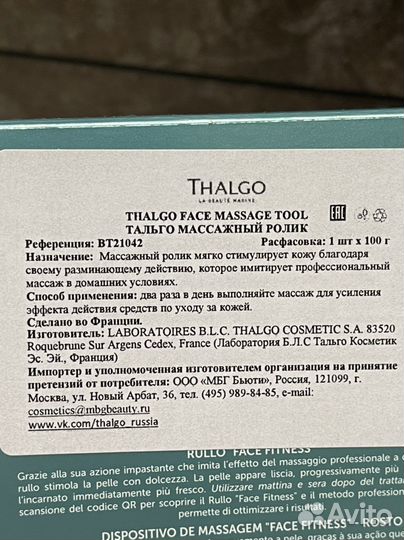 THALGO
LA BEAUTÉ MARINE
THALGO FACE MASSAGE TOOL
ТАЛЬГО МАССАЖНЫЙ РОЛИК
EAC
Референция: BT21042 Расфасовка: 1 шт x 100 г
Назначение: Массажный ролик мягко стимулирует кожу благодаря
своему разминающему действию, которое имитирует профессиональный
массаж в домашних условиях.
Способ применения: два раза в день выполняйте массаж для усиления
эффекта действия средств по уходу за кожей.
Сделано во Франции.
Изготовитель: LABORATOIRES B.L.C. THALGO COSMETIC S.A. 83520
Roquebrune Sur Argens Cedex, France (Лаборатория Б.Л.С Тальго Косметик
Эс. Эй., Франция)
Импортер и уполномоченная изготовителем организация на принятие
претензий от потребителя: ООО «МБГ Бьюти», Россия, 121099, г.
Москва, ул. Новый Арбат, 36, тел. (495) 989-84-85, e-mail:
cosmetics@mbgbeauty.ru
www.vk.com/thalgo_russia
RULLO "FACE FITNESS"
Grazie alla sua azione impastante che imita l'effetto del massaggio professionale a
rullo stimola la pelle con dolcezza. La pelle appare liscia, progressivamente più
l'incarnato immediatamente più fresco. Utilizzare mattina e sera dopo del tratta
scansione del codice QR per scoprire il Rullo "Face Fitness" e il metodo professiona
permette di ottimizzare i risultati.
DISPOSITIVO DE MASSAGEM "FACE FITNESS" - ROSTO
pele, graças à sua aç
Avito